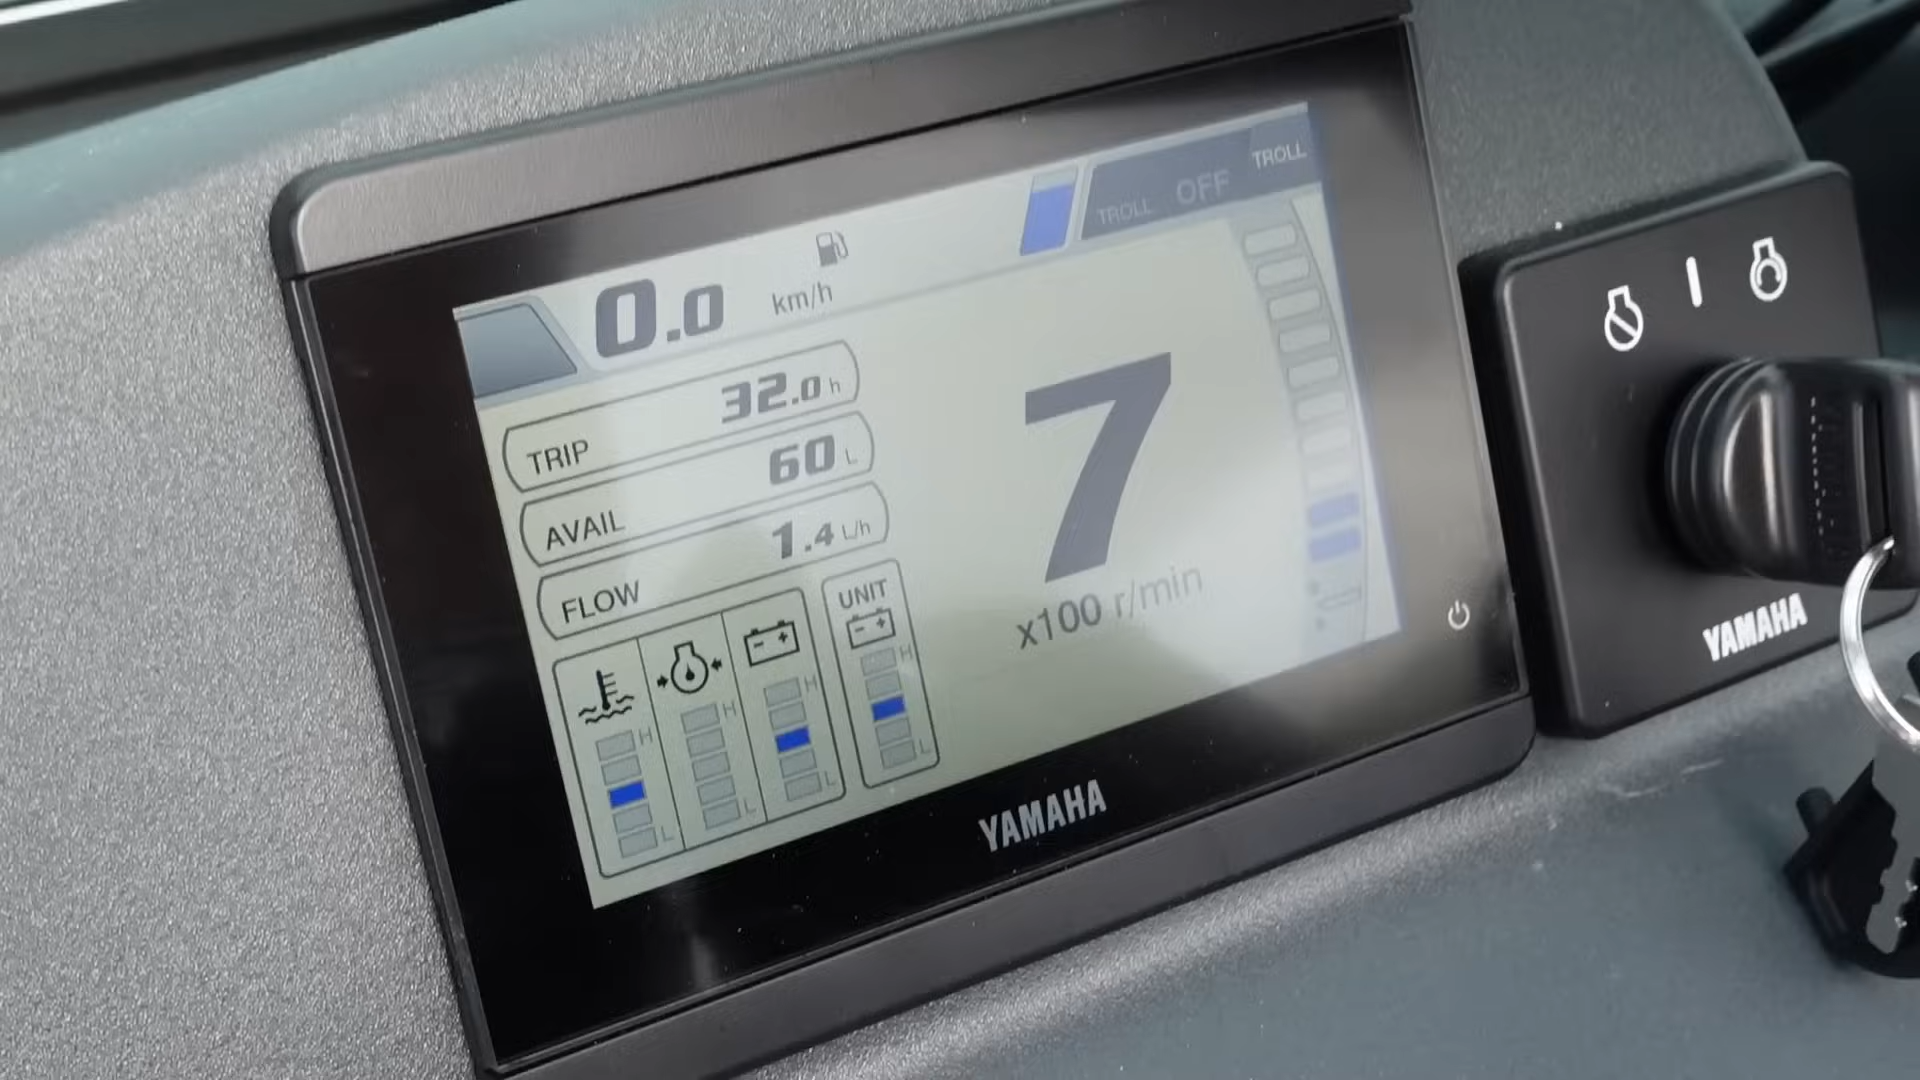 TROLL
TROLL OFF
0.0 km/h
TRIP 32.0 h
AVAIL 60 L
FLOW 1.4 L/h
7
x100 r/min
UNIT
H H H H
L L L L
YAMAHA
YAMAHA